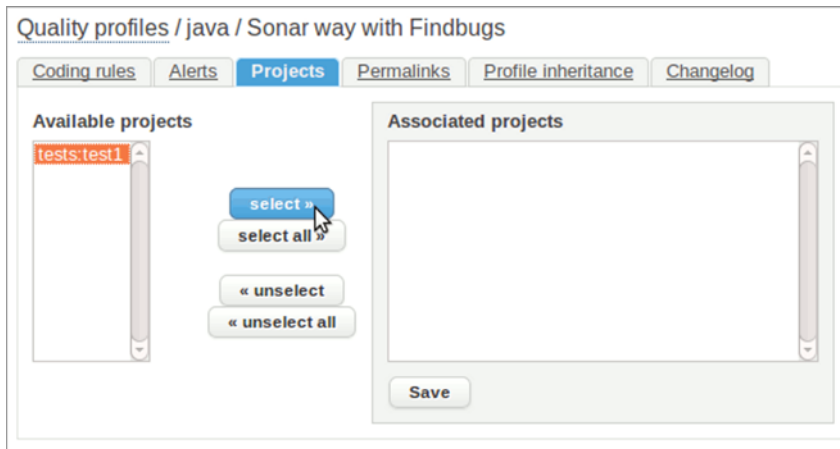 Quality profiles / java / Sonar way with Findbugs
Coding rules Alerts Projects Permalinks Profile inheritance Changelog
Available projects
tests:test1
select »
select all »
« unselect
« unselect all
Associated projects
Save